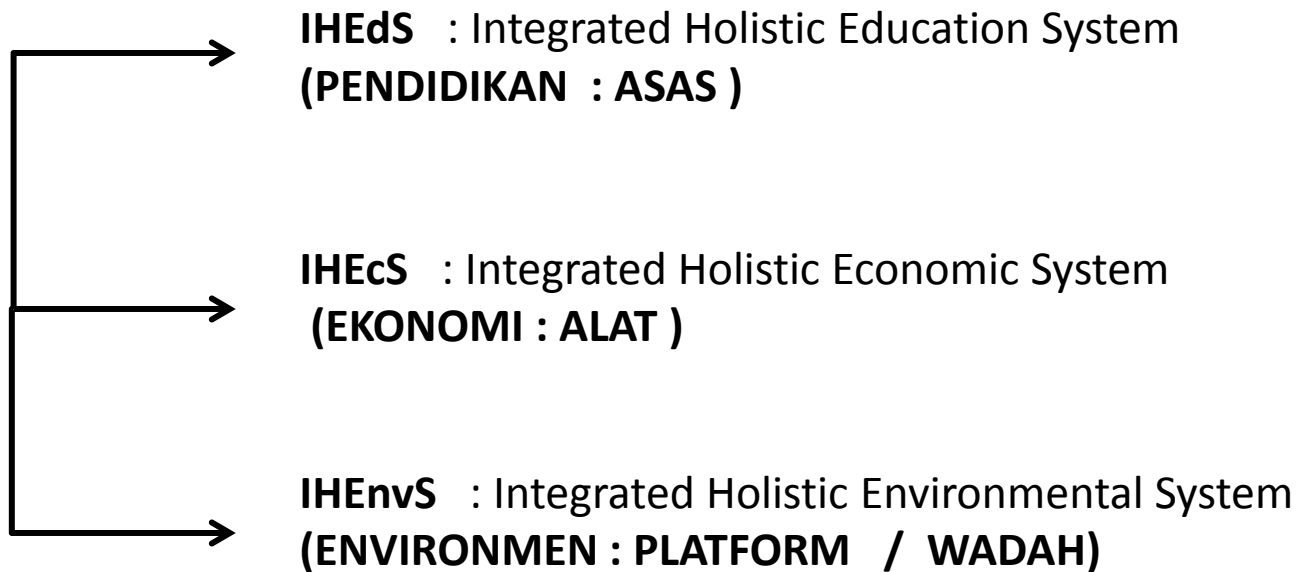 IHEdS : Integrated Holistic Education System
(PENDIDIKAN : ASAS )
IHEcS : Integrated Holistic Economic System
(EKONOMI : ALAT )
IHEnvS : Integrated Holistic Environmental System
(ENVIRONMEN : PLATFORM / WADAH)